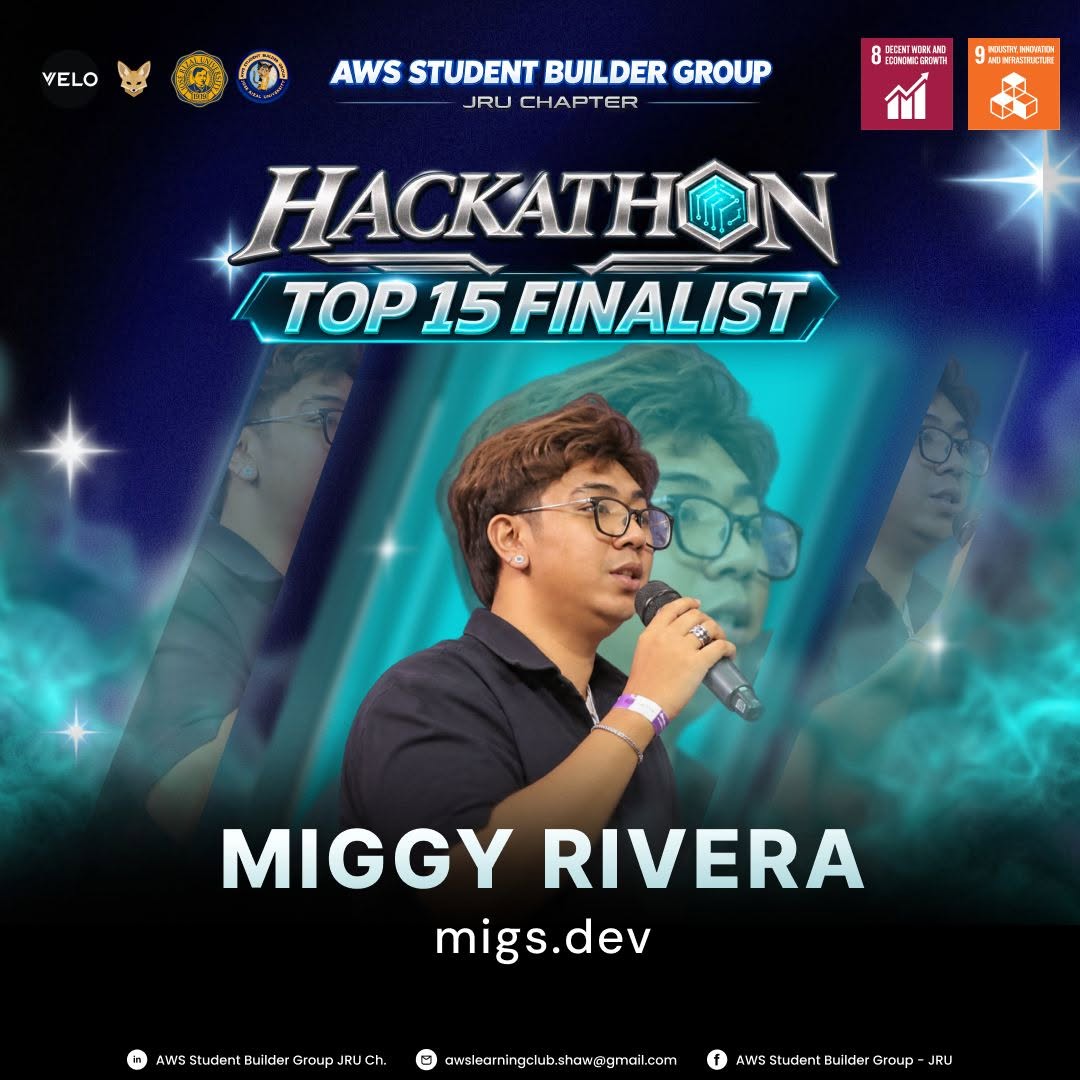 VELO
AWS STUDENT BUILDER GROUP
JRU CHAPTER
8 DECENT WORK AND
ECONOMIC GROWTH
9 INDUSTRY, INNOVATION
AND INFRASTRUCTURE
HACKATHON
TOP 15 FINALIST
MIGGY RIVERA
migs.dev
in AWS Student Builder Group JRU Ch.
awslearningclub.shaw@gmail.com
f AWS Student Builder Group - JRU